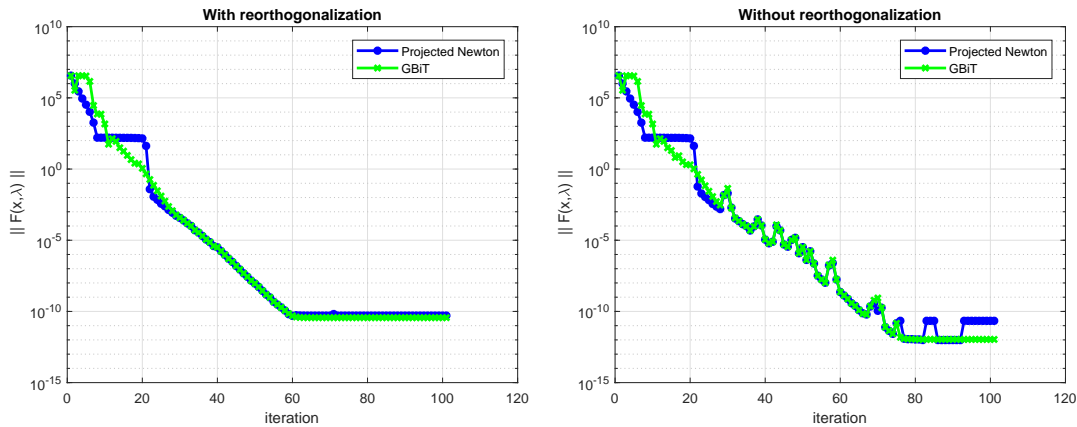 With reorthogonalization
10^10
10^5
10^0
10^-5
10^-10
10^-15
|| F(x,λ) ||
0 20 40 60 80 100 120
iteration
Projected Newton
GBiT
Without reorthogonalization
10^10
10^5
10^0
10^-5
10^-10
10^-15
|| F(x,λ) ||
0 20 40 60 80 100 120
iteration
Projected Newton
GBiT